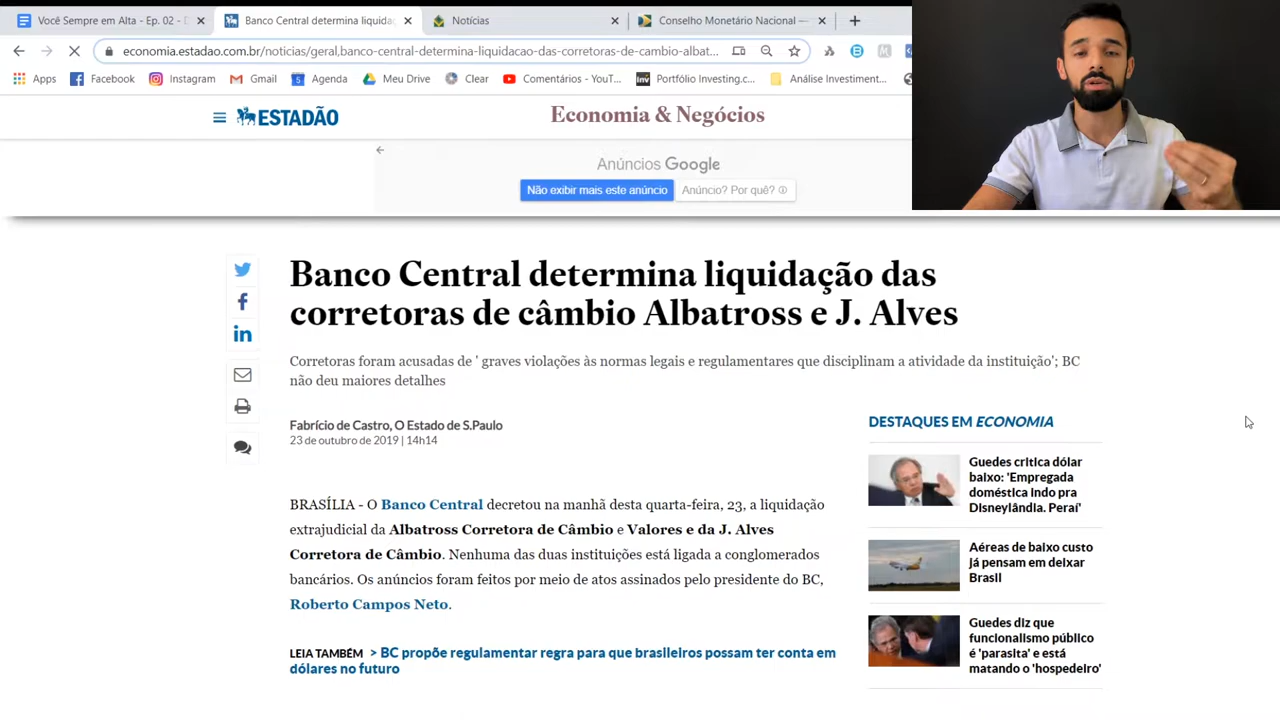 Você Sempre em Alta - Ep. 02 - D
Banco Central determina liquidaç
Notícias
Conselho Monetário Nacional —
economia.estadao.com.br/noticias/geral,banco-central-determina-liquidacao-das-corretoras-de-cambio-albat...
Apps
Facebook
Instagram
Gmail
Agenda
Meu Drive
Clear
Comentários - YouT...
Portfólio Investing.c...
Análise Investiment...
ESTADÃO
Economia & Negócios
Anúncios Google
Não exibir mais este anúncio
Anúncio? Por quê?
Banco Central determina liquidação das
corretoras de câmbio Albatross e J. Alves
Corretoras foram acusadas de ' graves violações às normas legais e regulamentares que disciplinam a atividade da instituição'; BC
não deu maiores detalhes
Fabrício de Castro, O Estado de S.Paulo
23 de outubro de 2019 | 14h14
BRASÍLIA - O Banco Central decretou na manhã desta quarta-feira, 23, a liquidação
extrajudicial da Albatross Corretora de Câmbio e Valores e da J. Alves
Corretora de Câmbio. Nenhuma das duas instituições está ligada a conglomerados
bancários. Os anúncios foram feitos por meio de atos assinados pelo presidente do BC,
Roberto Campos Neto.
LEIA TAMBÉM > BC propõe regulamentar regra para que brasileiros possam ter conta em
dólares no futuro
DESTAQUES EM ECONOMIA
Guedes critica dólar
baixo: 'Empregada
doméstica indo pra
Disneylândia. Peraí'
Aéreas de baixo custo
já pensam em deixar
Brasil
Guedes diz que
funcionalismo público
é 'parasita' e está
matando o 'hospedeiro'